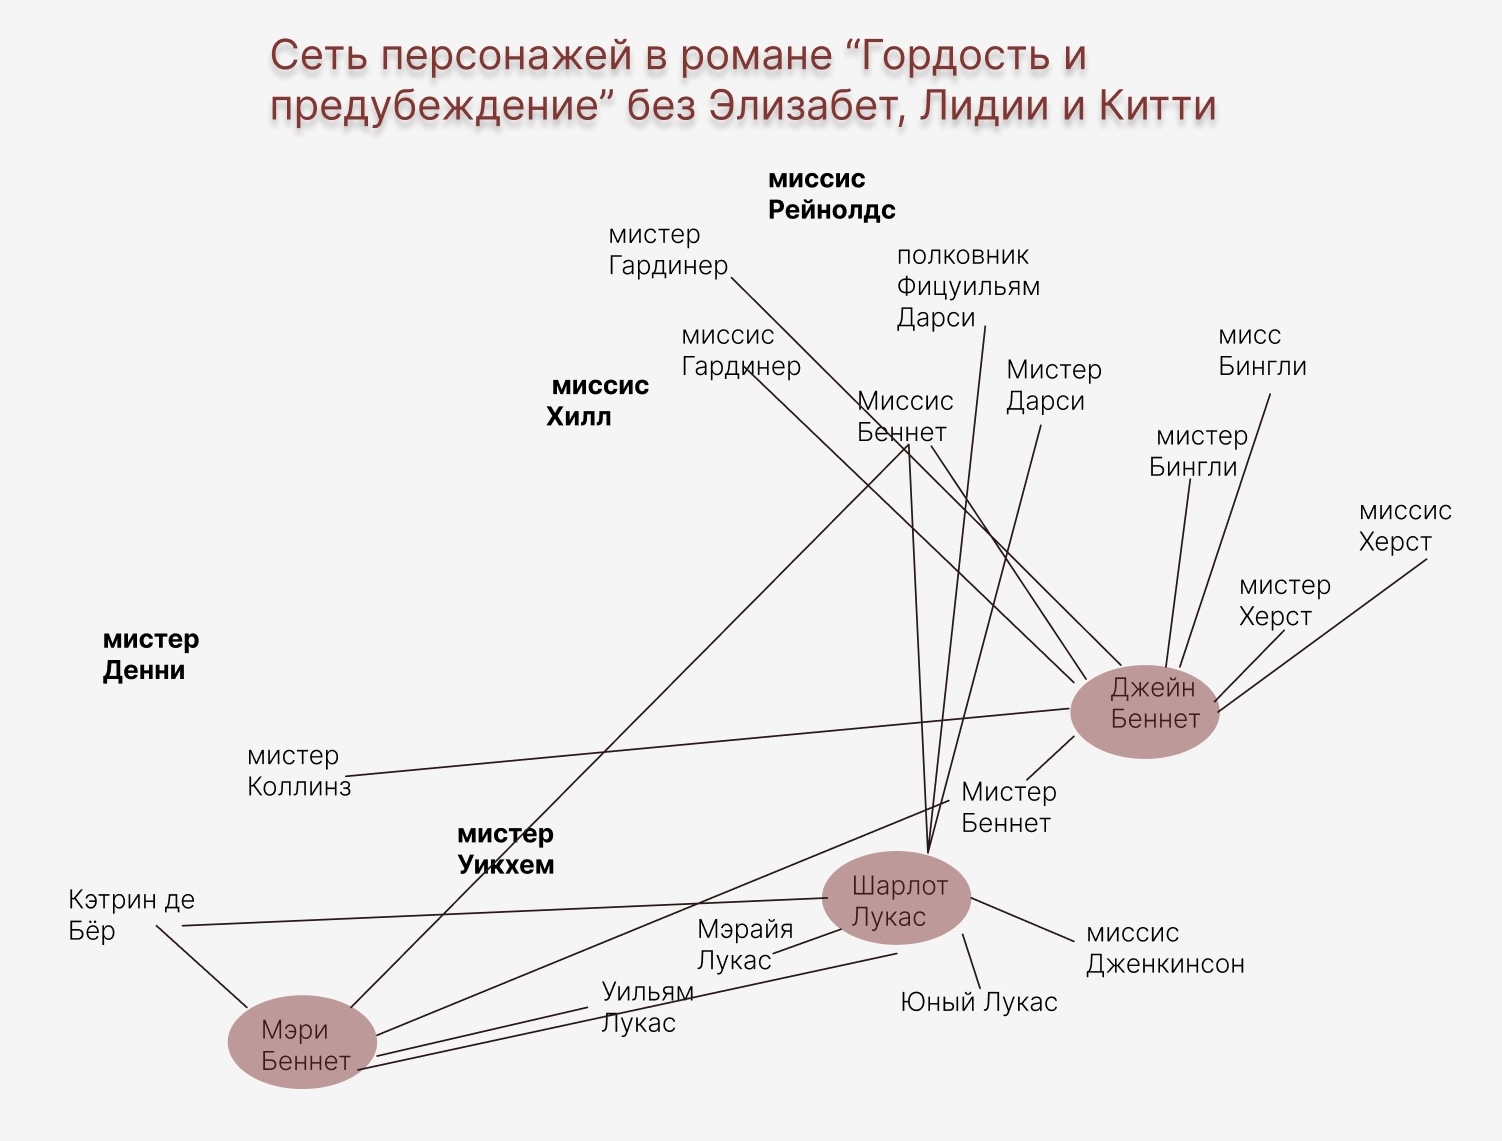 Сеть персонажей в романе “Гордость и
предубеждение” без Элизабет, Лидии и Китти
миссис
Рейнолдс
мистер
Гардинер
полковник
Фицуильям
Дарси
миссис
Гардинер
мисс
Бингли
миссис
Хилл
Мистер
Дарси
Миссис
Беннет
мистер
Бингли
миссис
Херст
мистер
Херст
мистер
Денни
Джейн
Беннет
мистер
Коллинз
Мистер
Беннет
мистер
Уикхем
Кэтрин де
Бёр
Шарлот
Лукас
Мэрайя
Лукас
миссис
Дженкинсон
Уильям
Лукас
Юный Лукас
Мэри
Беннет